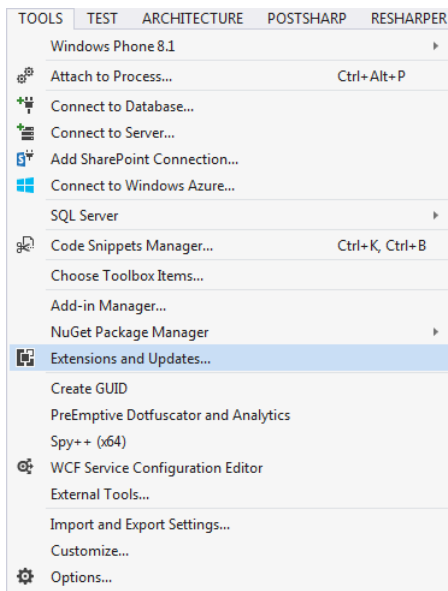 TOOLS TEST ARCHITECTURE POSTSHARP RESHARPER
Windows Phone 8.1
Attach to Process... Ctrl+Alt+P
Connect to Database...
Connect to Server...
Add SharePoint Connection...
Connect to Windows Azure...
SQL Server
Code Snippets Manager... Ctrl+K, Ctrl+B
Choose Toolbox Items...
Add-in Manager...
NuGet Package Manager
Extensions and Updates...
Create GUID
PreEmptive Dotfuscator and Analytics
Spy++ (x64)
WCF Service Configuration Editor
External Tools...
Import and Export Settings...
Customize...
Options...